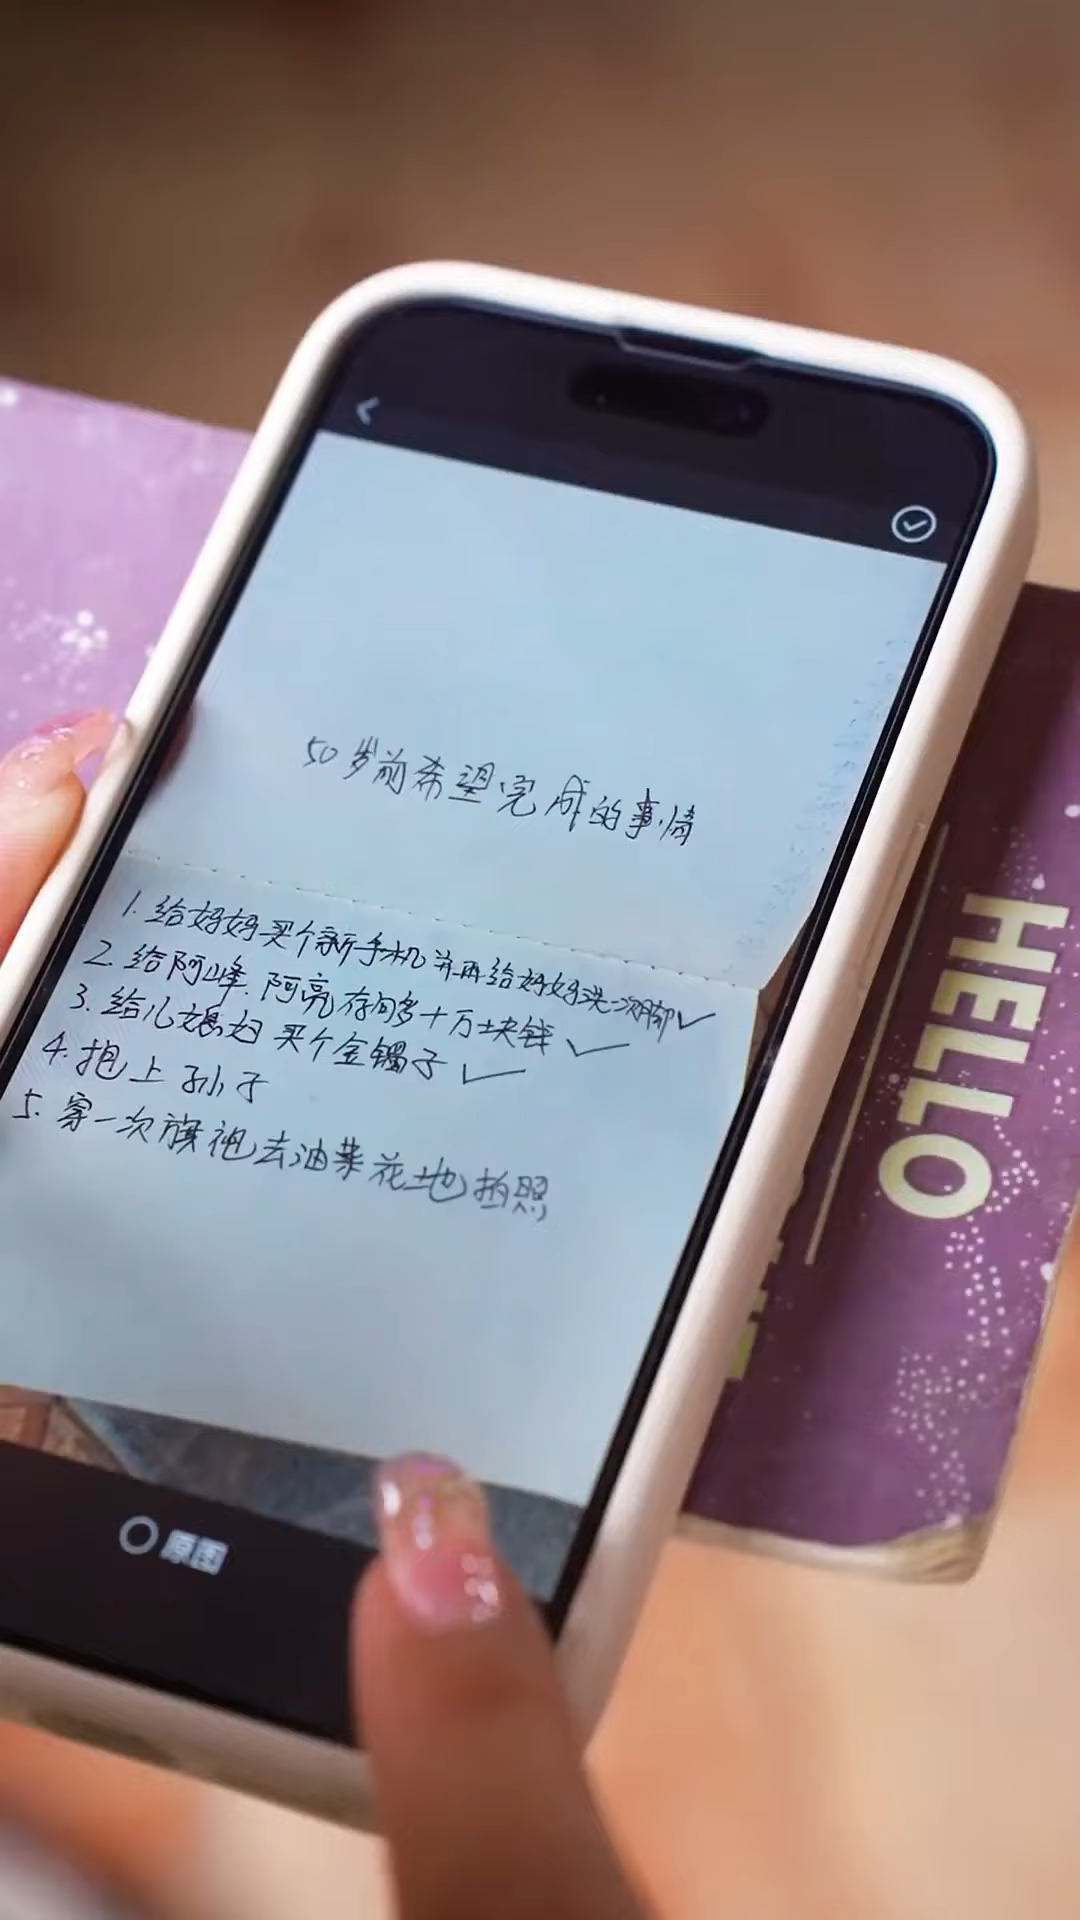 50岁前希望完成的事情
1. 给妈妈买个新手机并再给妈妈洗一次脚✓
2. 给阿峰、阿亮存够多十万块钱✓
3. 给儿媳妇买个金镯子✓
4. 抱上孙子
5. 穿一次旗袍去油菜花地拍照
原图
HELLO